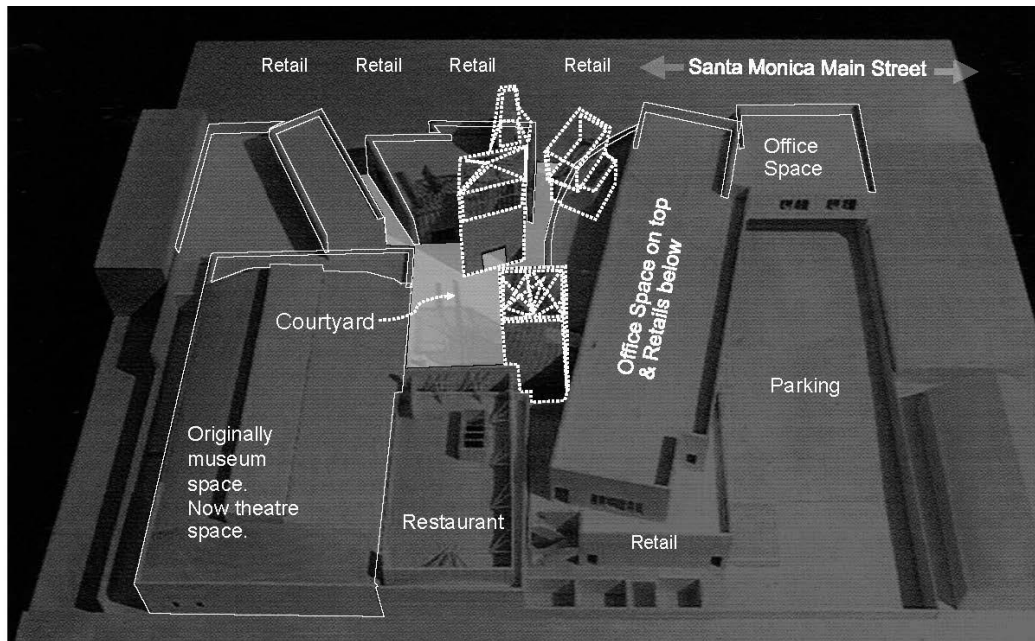 Retail
Retail
Retail
Retail
Santa Monica Main Street
Office
Space
Office Space on top
& Retails below
Courtyard
Parking
Originally
museum
space.
Now theatre
space.
Restaurant
Retail